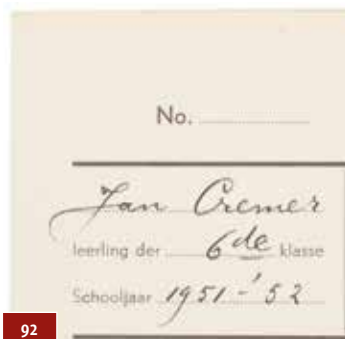 No. ....................
Jan Cremer
leerling der 6de klasse
Schooljaar 1951-'52
92